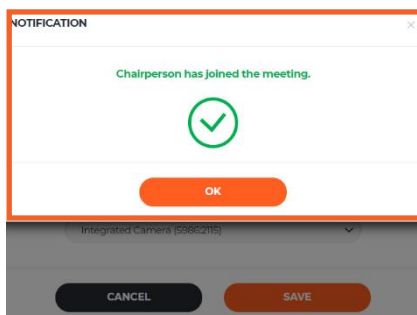 NOTIFICATION
×
Chairperson has joined the meeting.
OK
Integrated Camera (5986:2115)
CANCEL
SAVE